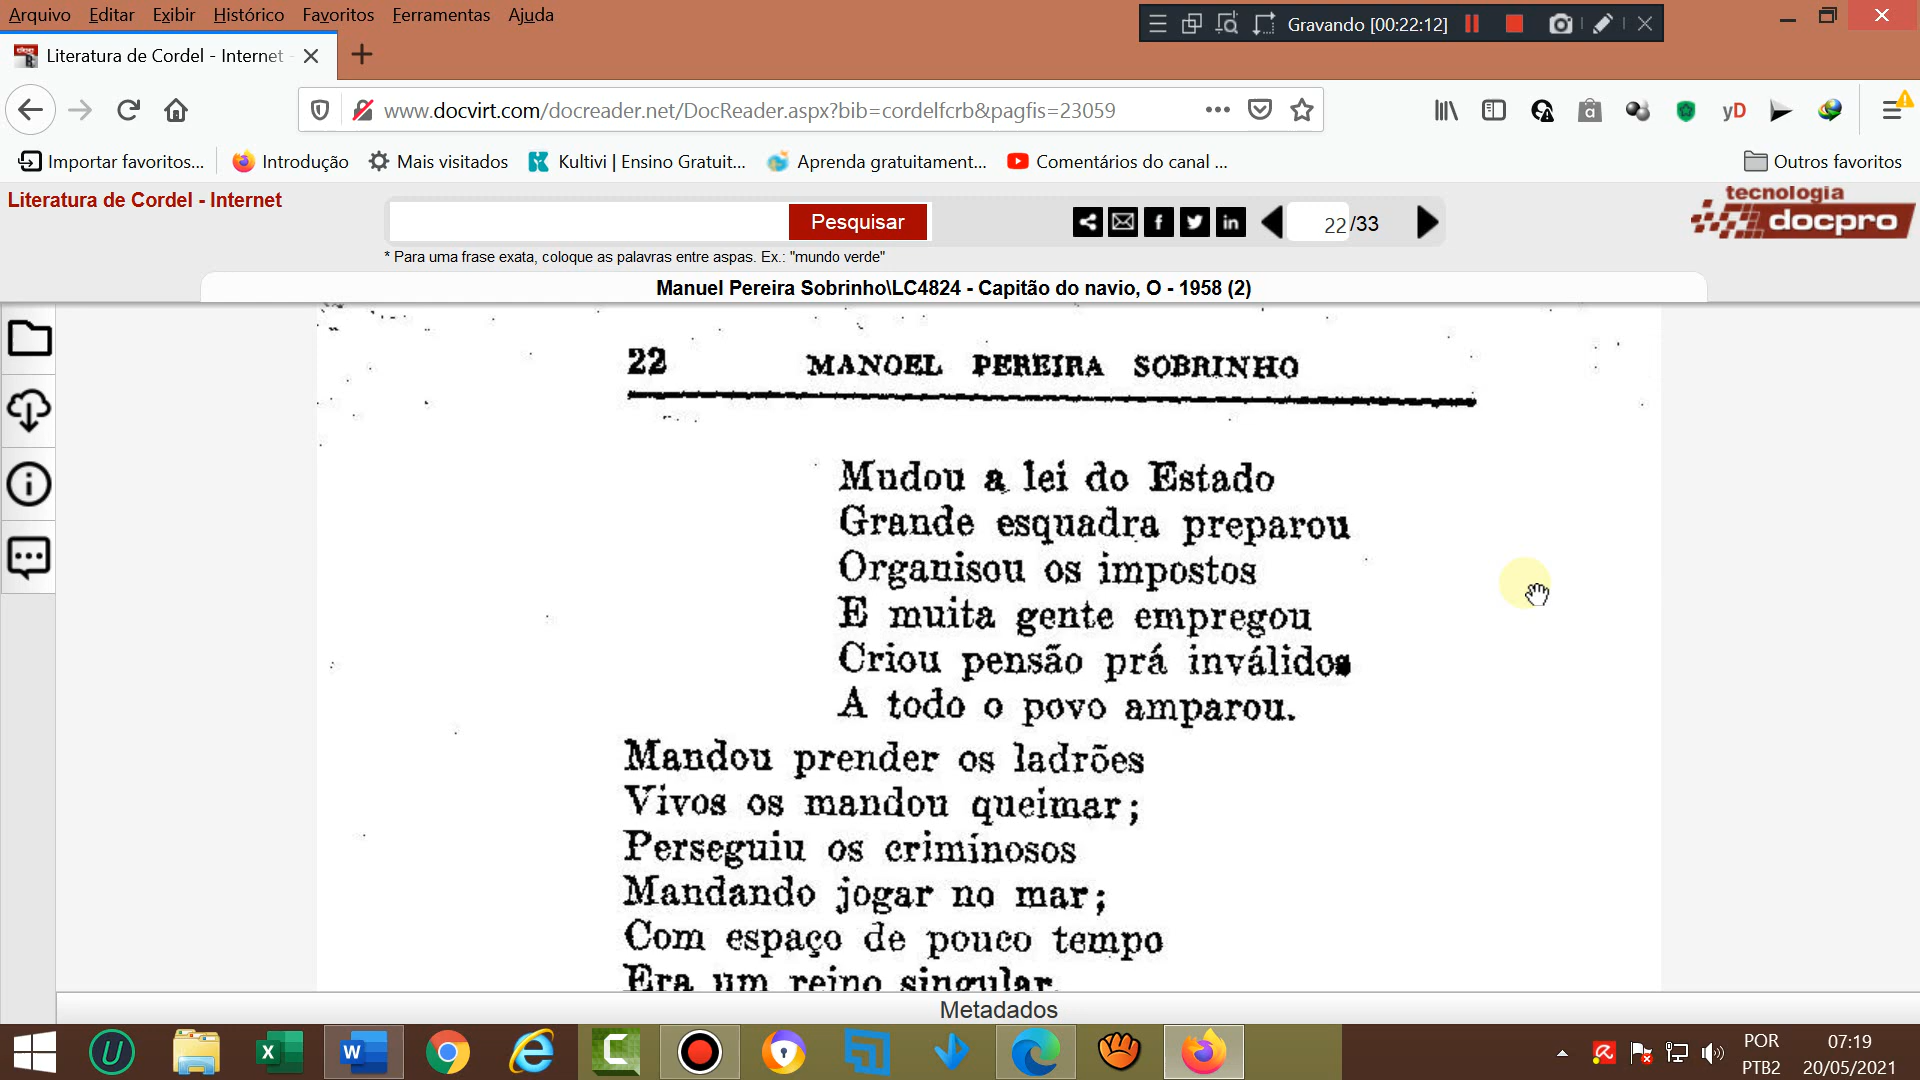 Arquivo Editar Exibir Histórico Favoritos Ferramentas Ajuda
Gravando [00:22:12]
Literatura de Cordel - Internet -
www.docvirt.com/docreader.net/DocReader.aspx?bib=cordelfcrb&pagfis=23059
yD
Importar favoritos... Introdução Mais visitados Kultivi | Ensino Gratuit... Aprenda gratuitament... Comentários do canal ... Outros favoritos
Literatura de Cordel - Internet
Pesquisar
22 /33
tecnologia
docpro
* Para uma frase exata, coloque as palavras entre aspas. Ex.: "mundo verde"
Manuel Pereira Sobrinho\LC4824 - Capitão do navio, O - 1958 (2)
22 MANOEL PEREIRA SOBRINHO
Mudou a lei do Estado
Grande esquadra preparou
Organisou os impostos
E muita gente empregou
Criou pensão prá inválidos
A todo o povo amparou.
Mandou prender os ladrões
Vivos os mandou queimar;
Perseguiu os criminosos
Mandando jogar no mar;
Com espaço de pouco tempo
Era um reino singular
Metadados
POR
PTB2
07:19
20/05/2021